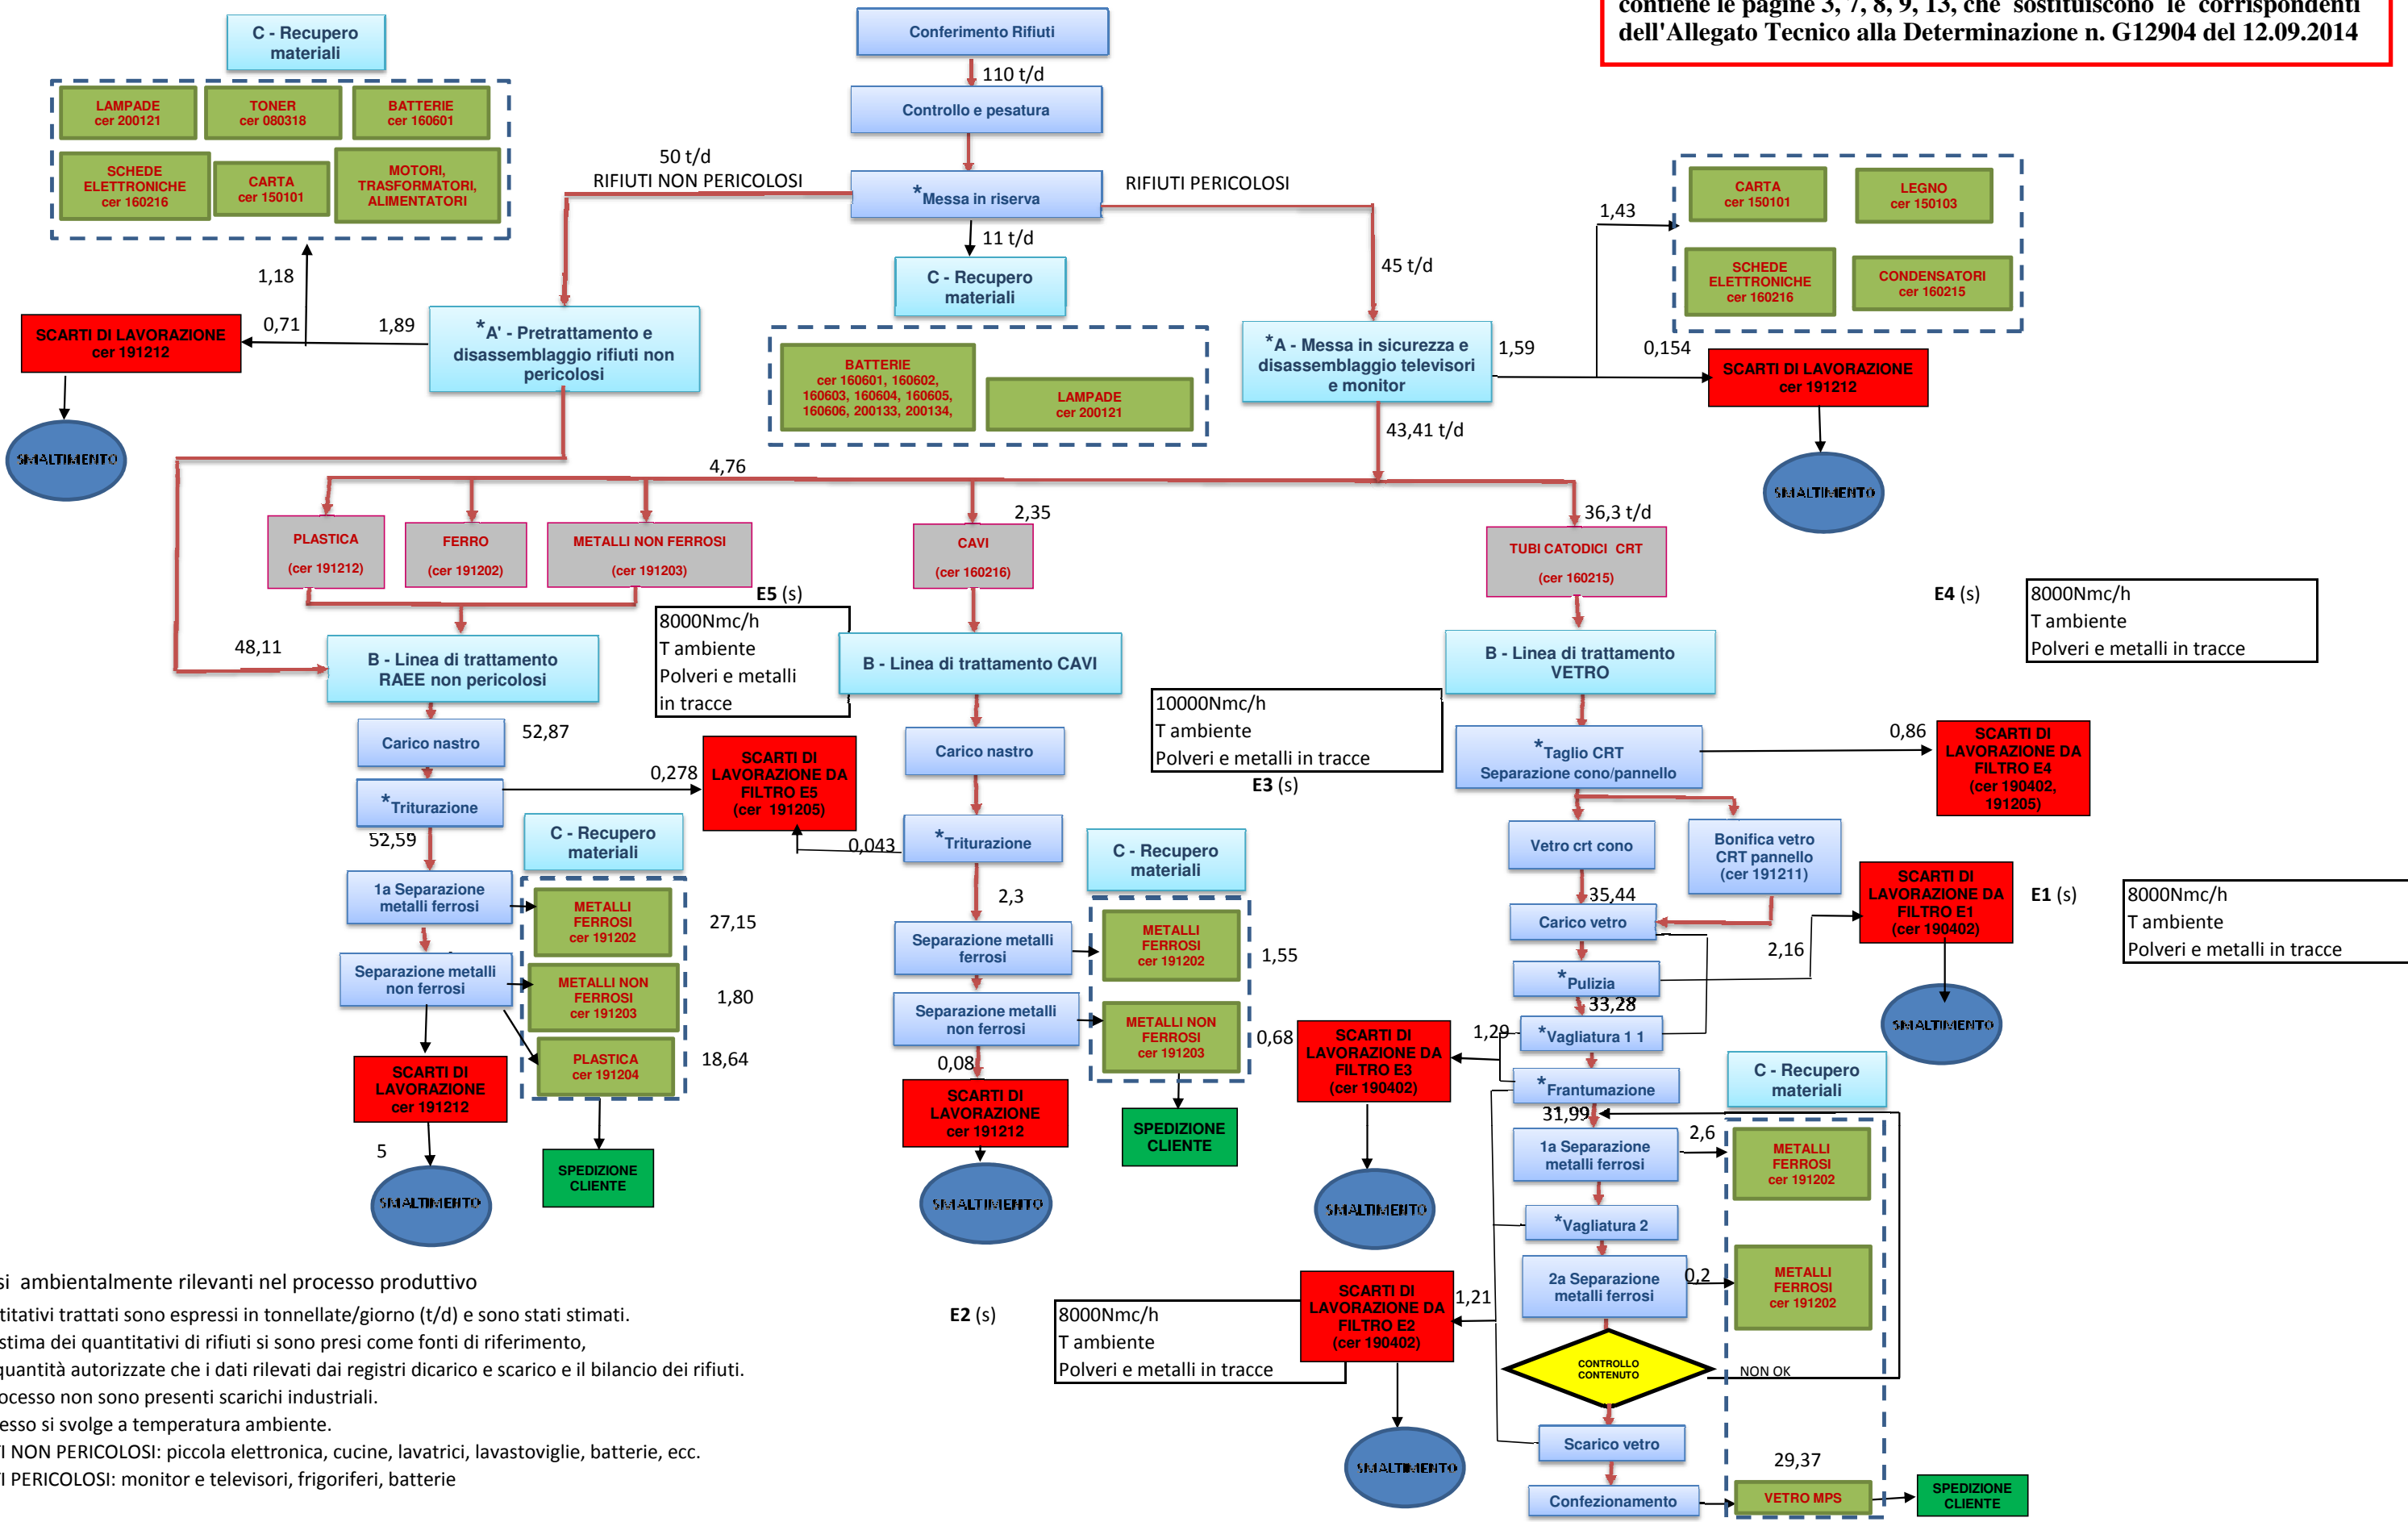 contiene le pagine 3, 7, 8, 9, 13, che sostituiscono le corrispondenti
dell'Allegato Tecnico alla Determinazione n. G12904 del 12.09.2014
C - Recupero
materiali
Conferimento Rifiuti
110 t/d
Controllo e pesatura
LAMPADE
cer 200121
TONER
cer 080318
BATTERIE
cer 160601
SCHEDE
ELETTRONICHE
cer 160216
CARTA
cer 150101
MOTORI,
TRASFORMATORI,
ALIMENTATORI
50 t/d
RIFIUTI NON PERICOLOSI
*Messa in riserva
RIFIUTI PERICOLOSI
11 t/d
C - Recupero
materiali
45 t/d
1,43
CARTA
cer 150101
LEGNO
cer 150103
SCHEDE
ELETTRONICHE
cer 160216
CONDENSATORI
cer 160215
1,18
SCARTI DI LAVORAZIONE
cer 191212
0,71
1,89
*A' - Pretrattamento e
disassemblaggio rifiuti non
pericolosi
BATTERIE
cer 160601, 160602,
160603, 160604, 160605,
160606, 200133, 200134,
LAMPADE
cer 200121
*A - Messa in sicurezza e
disassemblaggio televisori
e monitor
1,59
0,154
SCARTI DI LAVORAZIONE
cer 191212
SMALTIMENTO
43,41 t/d
SMALTIMENTO
4,76
PLASTICA
(cer 191212)
FERRO
(cer 191202)
METALLI NON FERROSI
(cer 191203)
2,35
CAVI
(cer 160216)
36,3 t/d
TUBI CATODICI CRT
(cer 160215)
E5 (s)
8000Nmc/h
T ambiente
Polveri e metalli
in tracce
E4 (s)
8000Nmc/h
T ambiente
Polveri e metalli in tracce
48,11
B - Linea di trattamento
RAEE non pericolosi
B - Linea di trattamento CAVI
B - Linea di trattamento
VETRO
10000Nmc/h
T ambiente
Polveri e metalli in tracce
E3 (s)
Carico nastro
52,87
*Triturazione
0,278
SCARTI DI
LAVORAZIONE DA
FILTRO E5
(cer 191205)
Carico nastro
*Triturazione
0,043
*Taglio CRT
Separazione cono/pannello
0,86
SCARTI DI
LAVORAZIONE DA
FILTRO E4
(cer 190402,
191205)
52,59
C - Recupero
materiali
C - Recupero
materiali
Vetro crt cono
Bonifica vetro
CRT pannello
(cer 191211)
SCARTI DI
LAVORAZIONE DA
FILTRO E1
(cer 190402)
E1 (s)
8000Nmc/h
T ambiente
Polveri e metalli in tracce
1a Separazione
metalli ferrosi
METALLI
FERROSI
cer 191202
27,15
2,3
Separazione metalli
ferrosi
METALLI
FERROSI
cer 191202
1,55
35,44
Carico vetro
2,16
*Pulizia
33,28
SMALTIMENTO
Separazione metalli
non ferrosi
METALLI NON
FERROSI
cer 191203
1,80
Separazione metalli
non ferrosi
METALLI NON
FERROSI
cer 191203
0,68
SCARTI DI
LAVORAZIONE DA
FILTRO E3
(cer 190402)
1,29
*Vagliatura 1 1
PLASTICA
cer 191204
18,64
SCARTI DI
LAVORAZIONE
cer 191212
0,08
SCARTI DI
LAVORAZIONE
cer 191212
*Frantumazione
31,99
C - Recupero
materiali
5
SMALTIMENTO
SPEDIZIONE
CLIENTE
SMALTIMENTO
SPEDIZIONE
CLIENTE
SMALTIMENTO
1a Separazione
metalli ferrosi
2,6
METALLI
FERROSI
cer 191202
*Vagliatura 2
2a Separazione
metalli ferrosi
0,2
METALLI
FERROSI
cer 191202
E2 (s)
8000Nmc/h
T ambiente
Polveri e metalli in tracce
SCARTI DI
LAVORAZIONE DA
FILTRO E2
(cer 190402)
1,21
CONTROLLO
CONTENUTO
NON OK
SMALTIMENTO
Scarico vetro
29,37
Confezionamento
VETRO MPS
SPEDIZIONE
CLIENTE
si ambientalmente rilevanti nel processo produttivo
titativi trattati sono espressi in tonnellate/giorno (t/d) e sono stati stimati.
stima dei quantitativi di rifiuti si sono presi come fonti di riferimento,
quantità autorizzate che i dati rilevati dai registri dicarico e scarico e il bilancio dei rifiuti.
ocesso non sono presenti scarichi industriali.
esso si svolge a temperatura ambiente.
TI NON PERICOLOSI: piccola elettronica, cucine, lavatrici, lavastoviglie, batterie, ecc.
TI PERICOLOSI: monitor e televisori, frigoriferi, batterie